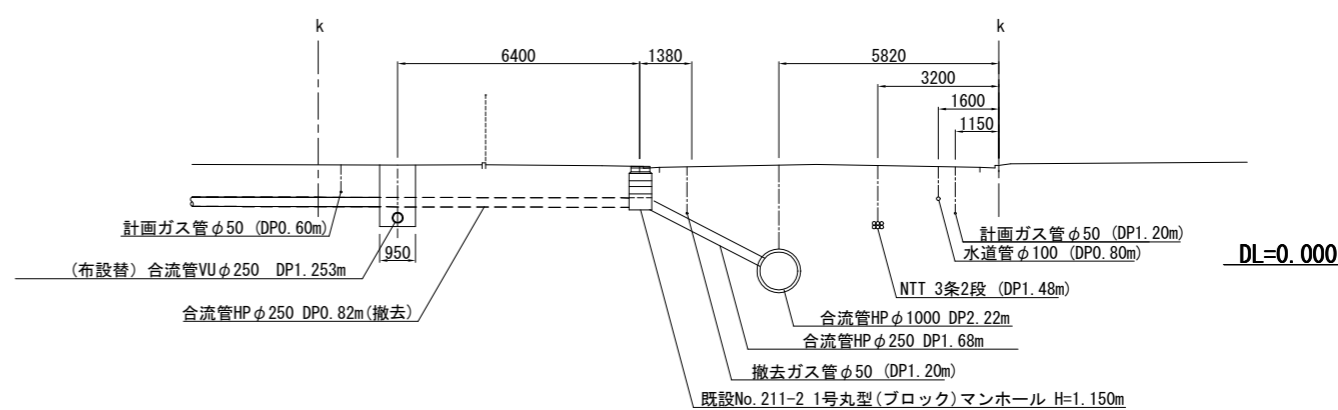 k
k
6400
1380
5820
3200
1600
1150
計画ガス管φ50 (DP0.60m)
950
(布設替) 合流管VUφ250 DP1.253m
合流管HPφ250 DP0.82m(撤去)
計画ガス管φ50 (DP1.20m)
水道管φ100 (DP0.80m)
DL=0.000
NTT 3条2段 (DP1.48m)
合流管HPφ1000 DP2.22m
合流管HPφ250 DP1.68m
撤去ガス管φ50 (DP1.20m)
既設No.211-2 1号丸型(ブロック)マンホール H=1.150m